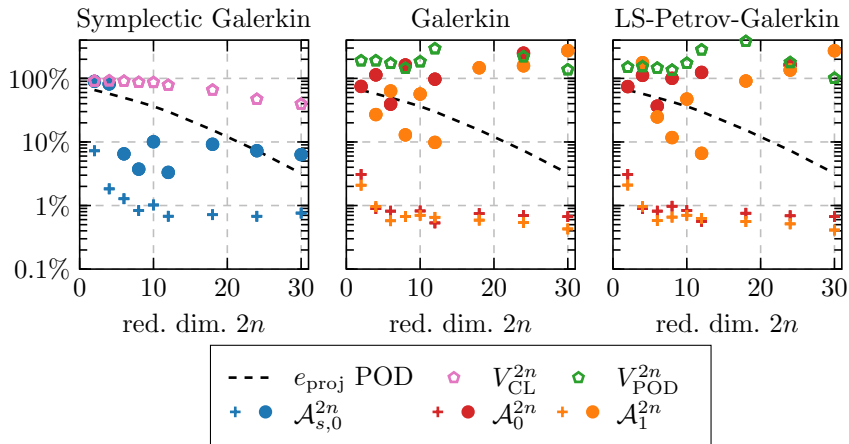 Symplectic Galerkin Galerkin LS-Petrov-Galerkin
100%
10%
1%
0.1%
0 10 20 30 0 10 20 30 0 10 20 30
red. dim. 2n red. dim. 2n red. dim. 2n
e_proj POD V_CL^2n V_POD^2n
𝒜_s,0^2n 𝒜_0^2n 𝒜_1^2n